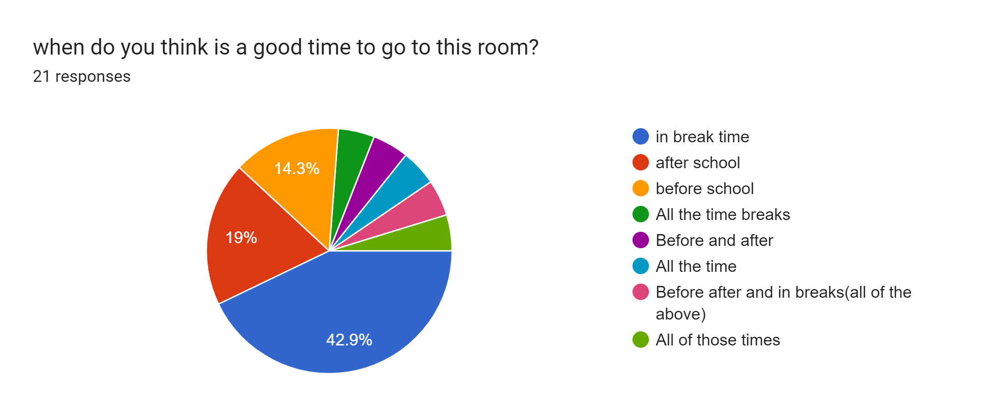 when do you think is a good time to go to this room?
21 responses
14.3%
19%
42.9%
in break time
after school
before school
All the time breaks
Before and after
All the time
Before after and in breaks(all of the
above)
All of those times